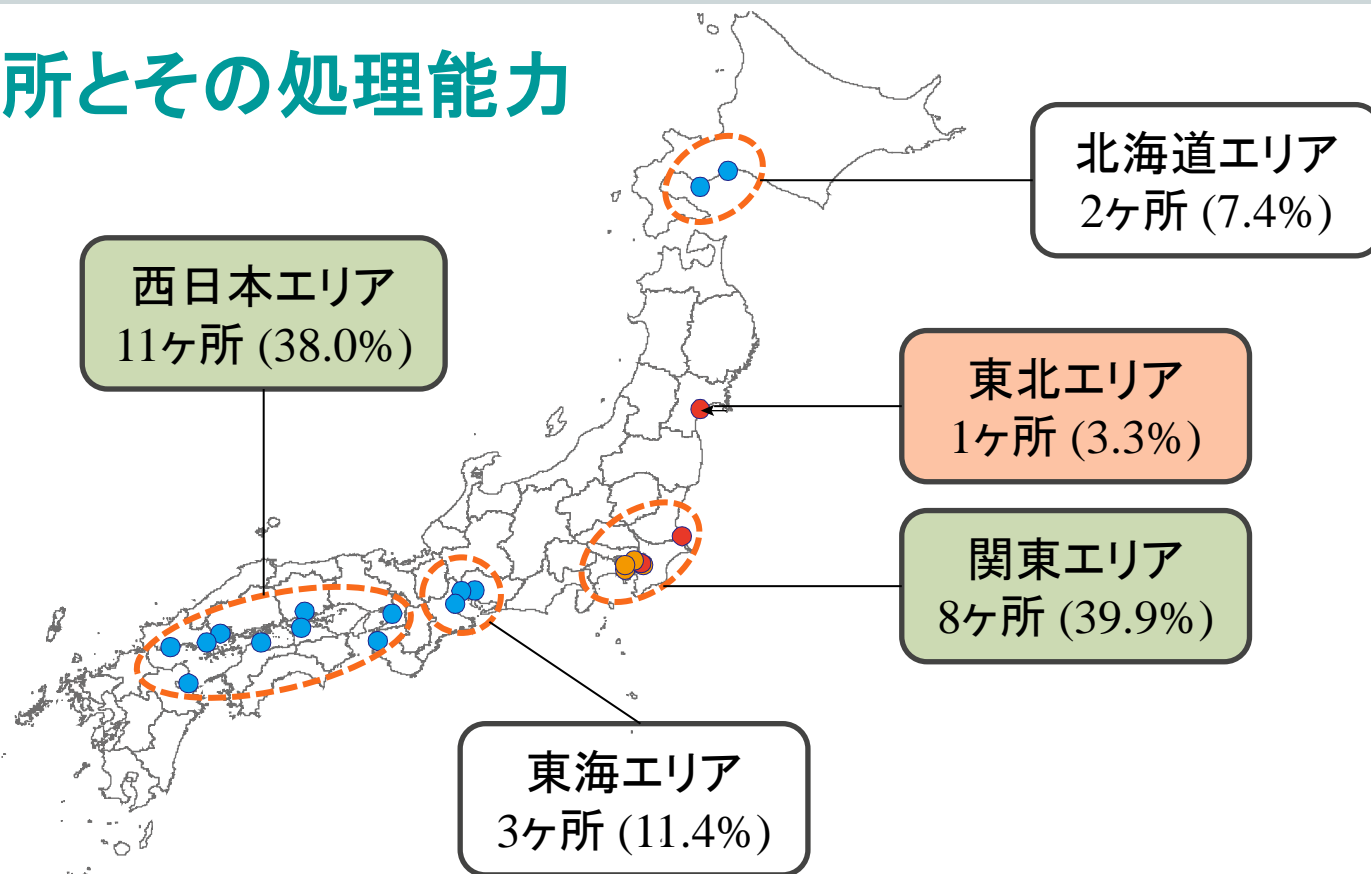 所とその処理能力
北海道エリア
2ヶ所 (7.4%)
西日本エリア
11ヶ所 (38.0%)
東北エリア
1ヶ所 (3.3%)
関東エリア
8ヶ所 (39.9%)
東海エリア
3ヶ所 (11.4%)